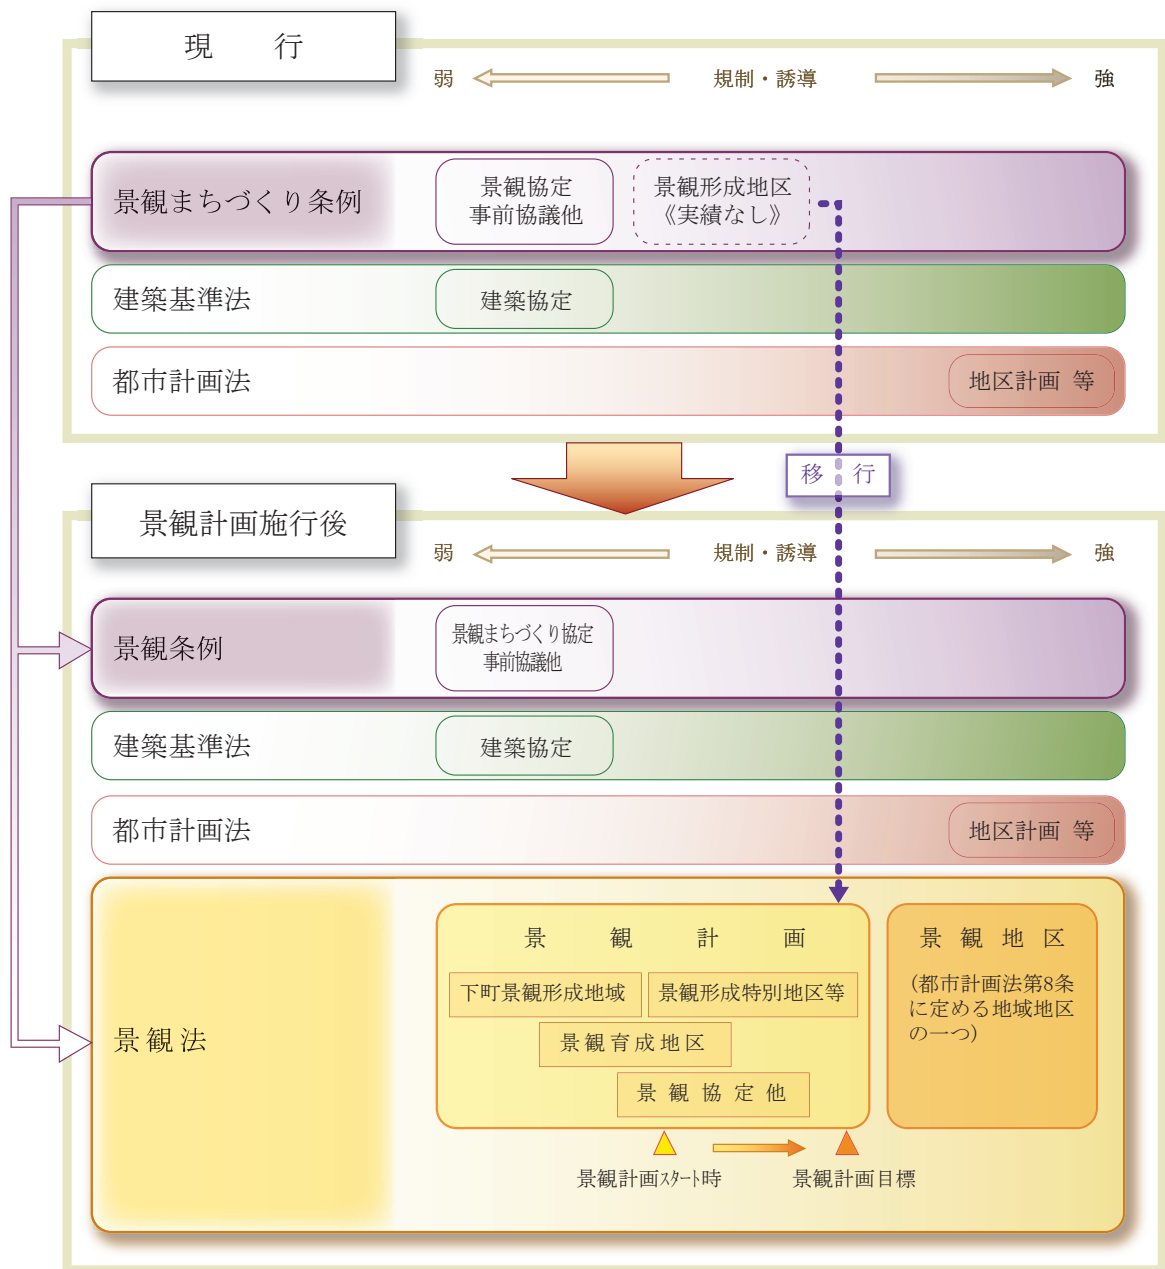 現　　行
弱 規制・誘導 強
景観まちづくり条例
景観協定
事前協議他
景観形成地区
《実績なし》
建築基準法
建築協定
都市計画法
地区計画 等
移　行
景観計画施行後
弱 規制・誘導 強
景観条例
景観まちづくり協定
事前協議他
建築基準法
建築協定
都市計画法
地区計画 等
景観法
景　観　計　画
下町景観形成地域
景観形成特別地区等
景観育成地区
景観協定他
景観地区
(都市計画法第8条
に定める地域地区
の一つ)
景観計画スタート時
景観計画目標